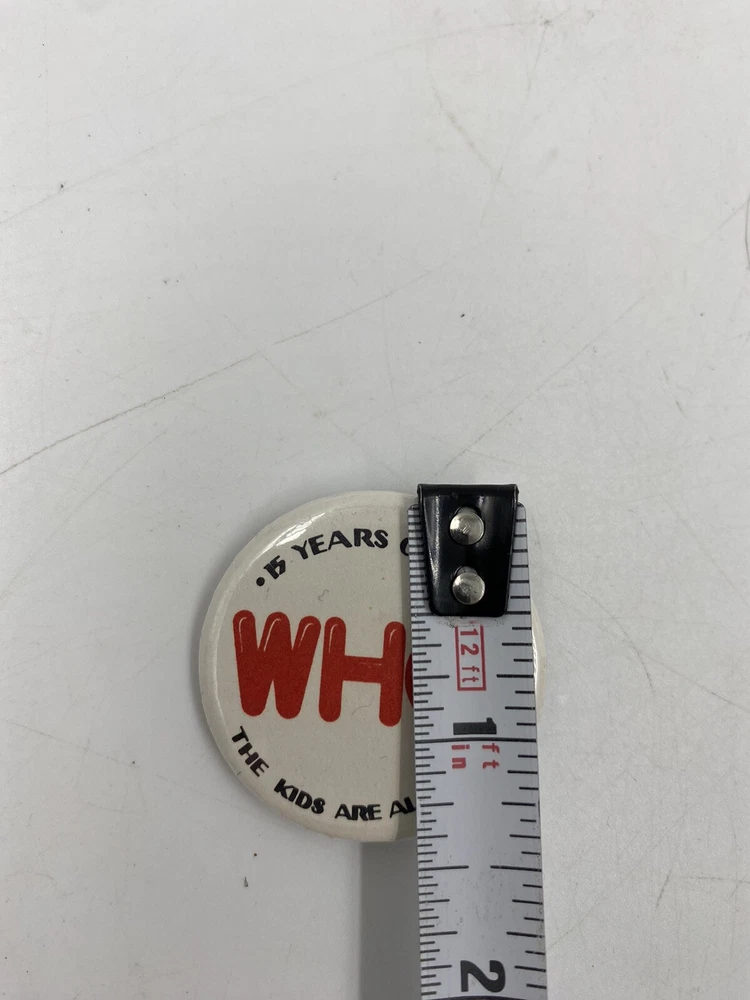 •15 YEARS
WH
THE KIDS ARE
12 ft
1
ft
in
2